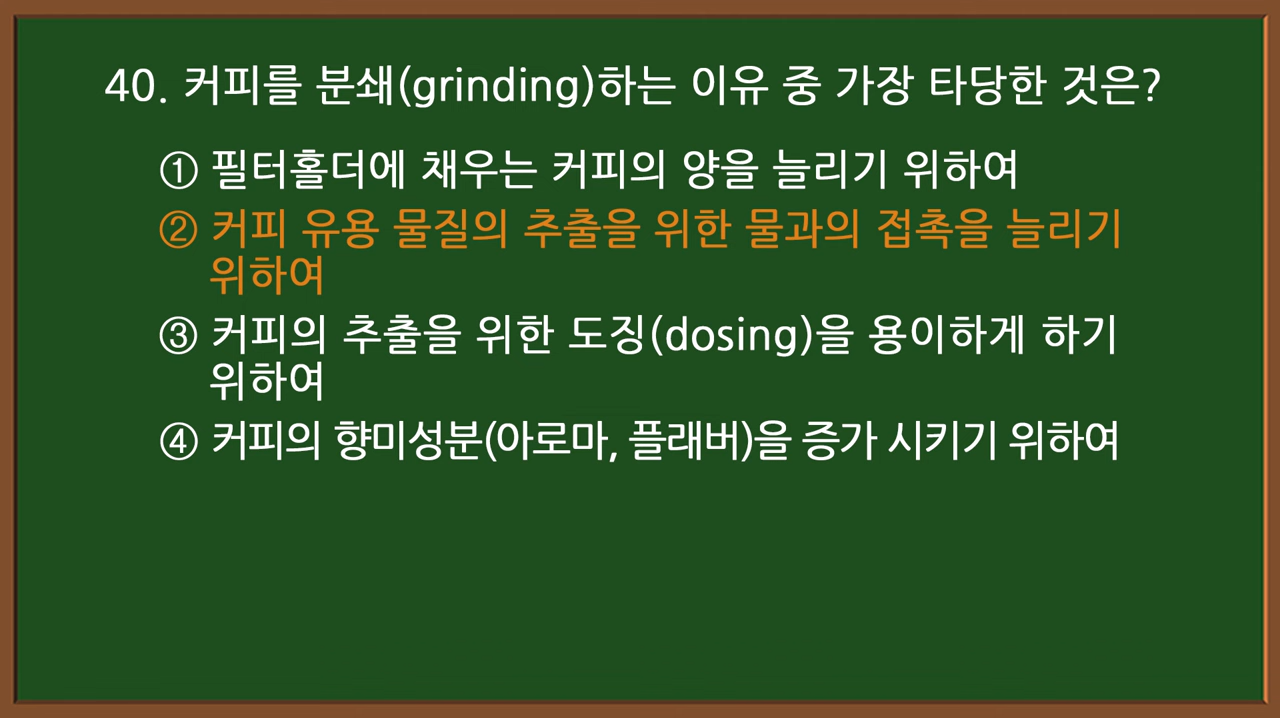 40. 커피를 분쇄(grinding)하는 이유 중 가장 타당한 것은?
① 필터홀더에 채우는 커피의 양을 늘리기 위하여
② 커피 유용 물질의 추출을 위한 물과의 접촉을 늘리기
위하여
③ 커피의 추출을 위한 도징(dosing)을 용이하게 하기
위하여
④ 커피의 향미성분(아로마, 플래버)을 증가 시키기 위하여